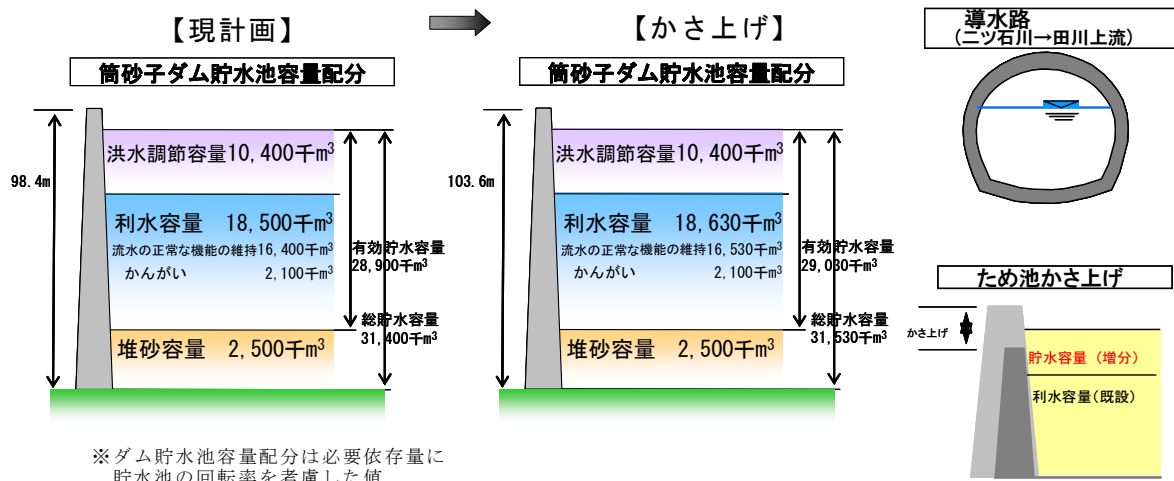 【現計画】
筒砂子ダム貯水池容量配分
98.4m
洪水調節容量10,400千m³
利水容量 18,500千m³
流水の正常な機能の維持16,400千m³
かんがい 2,100千m³
有効貯水容量
28,900千m³
総貯水容量
31,400千m³
堆砂容量 2,500千m³
※ダム貯水池容量配分は必要依存量に
貯水池の回転率を考慮した値
【かさ上げ】
筒砂子ダム貯水池容量配分
103.6m
洪水調節容量10,400千m³
利水容量 18,630千m³
流水の正常な機能の維持16,530千m³
かんがい 2,100千m³
有効貯水容量
29,030千m³
総貯水容量
31,530千m³
堆砂容量 2,500千m³
導水路
(二ツ石川→田川上流)
ため池かさ上げ
かさ上げ
貯水容量(増分)
利水容量(既設)